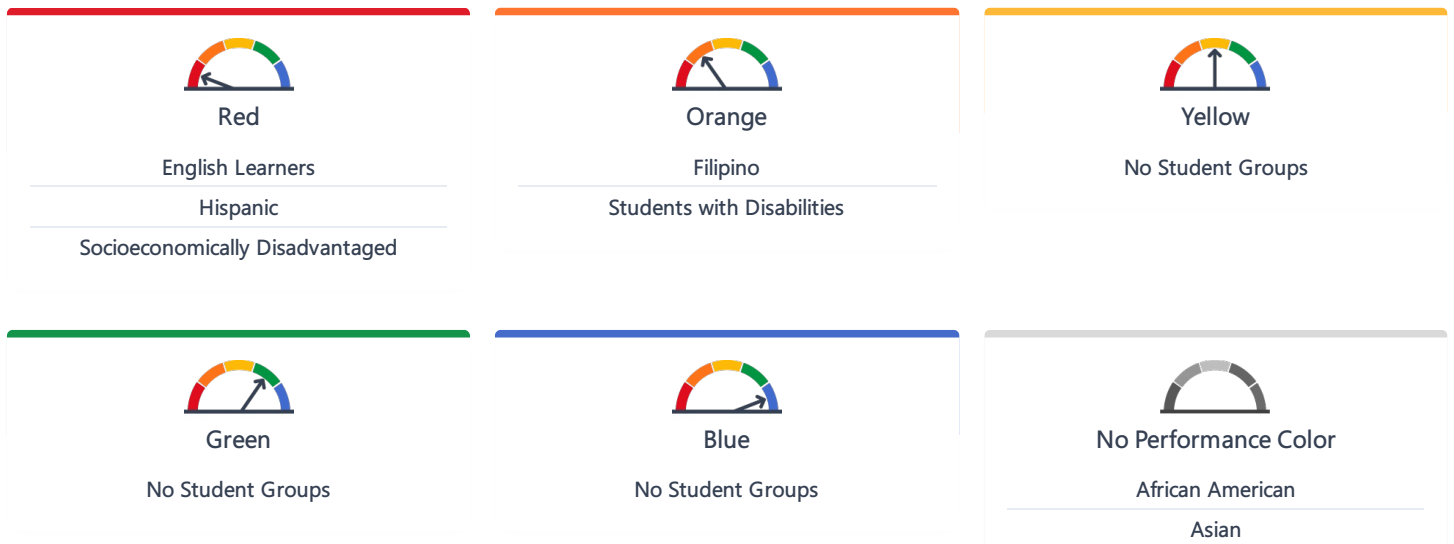 Red
English Learners
Hispanic
Socioeconomically Disadvantaged
Orange
Filipino
Students with Disabilities
Yellow
No Student Groups
Green
No Student Groups
Blue
No Student Groups
No Performance Color
African American
Asian